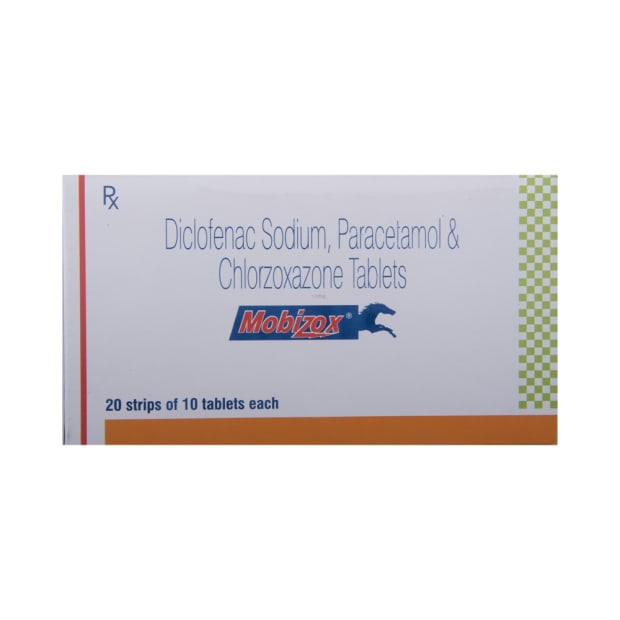 Rx
Diclofenac Sodium, Paracetamol &
Chlorzoxazone Tablets
Mobizox®
20 strips of 10 tablets each